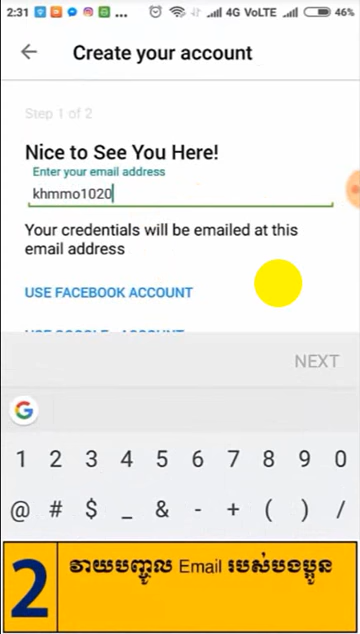 2:31 ... 4G VoLTE 46%
Create your account
Step 1 of 2
Nice to See You Here!
Enter your email address
khmmo1020
Your credentials will be emailed at this
email address
USE FACEBOOK ACCOUNT
NEXT
G
1 2 3 4 5 6 7 8 9 0
@ # $ _ & - + ( ) /
2 វាយបញ្ចូល Email របស់បងប្អូន